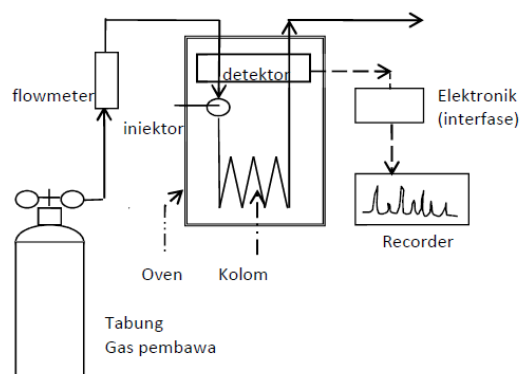 detektor
flowmeter
iniektor
Elektronik
(interfase)
Recorder
Oven
Kolom
Tabung
Gas pembawa